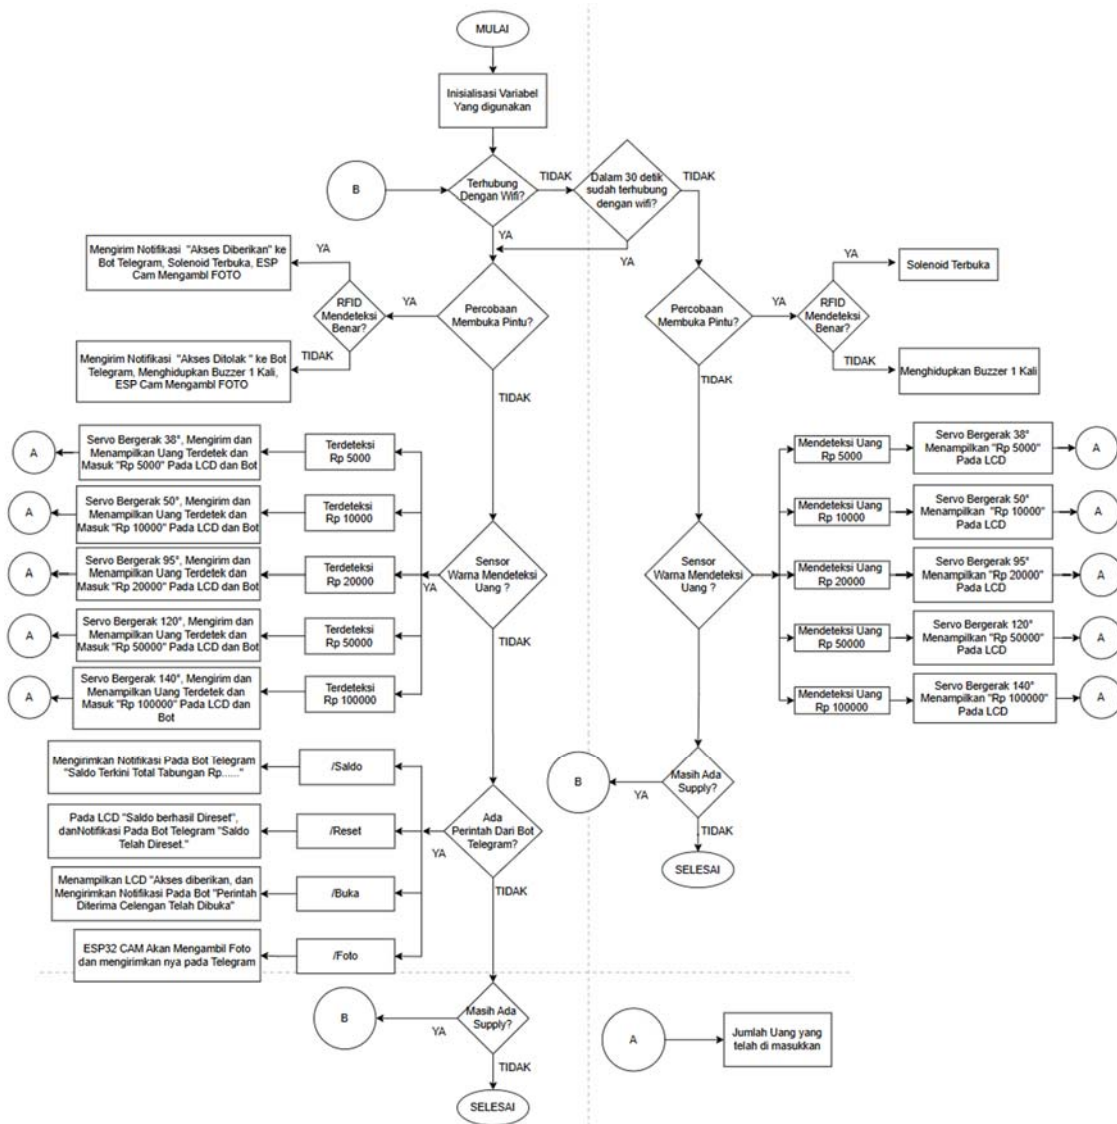 MULAI
Inisialisasi Variabel
Yang digunakan
B
Terhubung
Dengan Wifi?
TIDAK
Dalam 30 detik
sudah terhubung
dengan wifi?
TIDAK
YA
YA
Mengirim Notifikasi "Akses Diberikan" ke
Bot Telegram, Solenoid Terbuka, ESP
Cam Mengambl FOTO
YA
RFID
Mendeteksi
Benar?
YA
Percobaan
Membuka Pintu?
TIDAK
Mengirim Notifikasi "Akses Ditolak " ke Bot
Telegram, Menghidupkan Buzzer 1 Kali,
ESP Cam Mengambl FOTO
TIDAK
Percobaan
Membuka Pintu?
YA
RFID
Mendeteksi
Benar?
YA
Solenoid Terbuka
TIDAK
Menghidupkan Buzzer 1 Kali
TIDAK
A
Servo Bergerak 38°, Mengirim dan
Menampilkan Uang Terdetek dan
Masuk "Rp 5000" Pada LCD dan Bot
Terdeteksi
Rp 5000
A
Servo Bergerak 50°, Mengirim dan
Menampilkan Uang Terdetek dan
Masuk "Rp 10000" Pada LCD dan Bot
Terdeteksi
Rp 10000
A
Servo Bergerak 95°, Mengirim dan
Menampilkan Uang Terdetek dan
Masuk "Rp 20000" Pada LCD dan Bot
Terdeteksi
Rp 20000
A
Servo Bergerak 120°, Mengirim dan
Menampilkan Uang Terdetek dan
Masuk "Rp 50000" Pada LCD dan Bot
Terdeteksi
Rp 50000
A
Servo Bergerak 140°, Mengirim dan
Menampilkan Uang Terdetek dan
Masuk "Rp 100000" Pada LCD dan
Bot
Terdeteksi
Rp 100000
YA
Sensor
Warna Mendeteksi
Uang ?
TIDAK
Sensor
Warna Mendeteksi
Uang ?
Mendeteksi Uang
Rp 5000
Servo Bergerak 38°
Menampilkan "Rp 5000"
Pada LCD
A
Mendeteksi Uang
Rp 10000
Servo Bergerak 50°
Menampilkan "Rp 10000"
Pada LCD
A
Mendeteksi Uang
Rp 20000
Servo Bergerak 95°
Menampilkan "Rp 20000"
Pada LCD
A
Mendeteksi Uang
Rp 50000
Servo Bergerak 120°
Menampilkan "Rp 50000"
Pada LCD
A
Mendeteksi Uang
Rp 100000
Servo Bergerak 140°
Menampilkan "Rp 100000"
Pada LCD
A
Mengirimkan Notifikasi Pada Bot Telegram
"Saldo Terkini Total Tabungan Rp......"
/Saldo
Pada LCD "Saldo berhasil Direset",
danNotifikasi Pada Bot Telegram "Saldo
Telah Direset."
/Reset
Menampilkan LCD "Akses diberikan, dan
Mengirimkan Notifikasi Pada Bot "Perintah
Diterima Celengan Telah Dibuka"
/Buka
ESP32 CAM Akan Mengambil Foto
dan mengirimkan nya pada Telegram
/Foto
YA
Ada
Perintah Dari Bot
Telegram?
TIDAK
B
YA
Masih Ada
Supply?
TIDAK
SELESAI
B
YA
Masih Ada
Supply?
TIDAK
SELESAI
A
Jumlah Uang yang
telah di masukkan